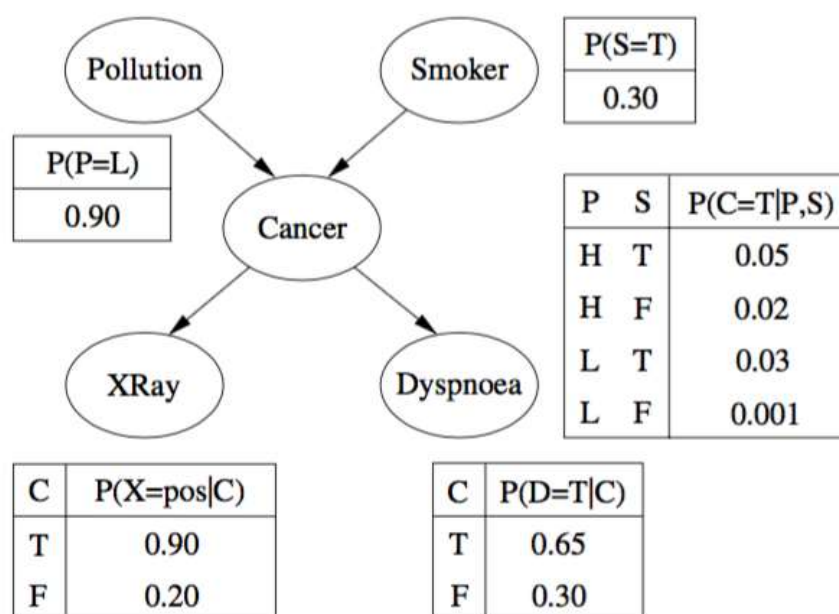 Pollution
Smoker
P(S=T)
0.30
P(P=L)
0.90
Cancer
P S P(C=T|P,S)
H T 0.05
H F 0.02
L T 0.03
L F 0.001
XRay
Dyspnoea
C P(X=pos|C)
T 0.90
F 0.20
C P(D=T|C)
T 0.65
F 0.30